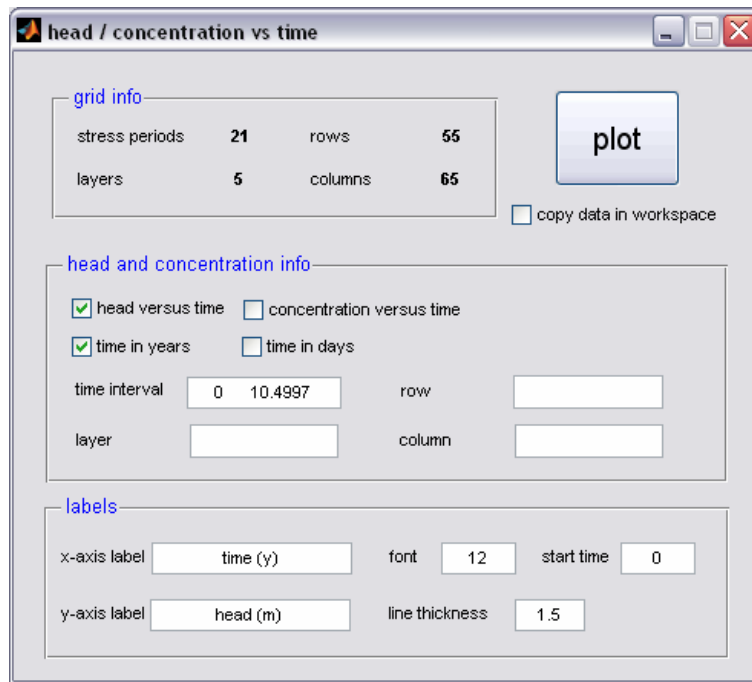 head / concentration vs time
grid info
stress periods 21 rows 55
layers 5 columns 65
plot
copy data in workspace
head and concentration info
head versus time concentration versus time
time in years time in days
time interval 0 10.4997 row
layer column
labels
x-axis label time (y) font 12 start time 0
y-axis label head (m) line thickness 1.5